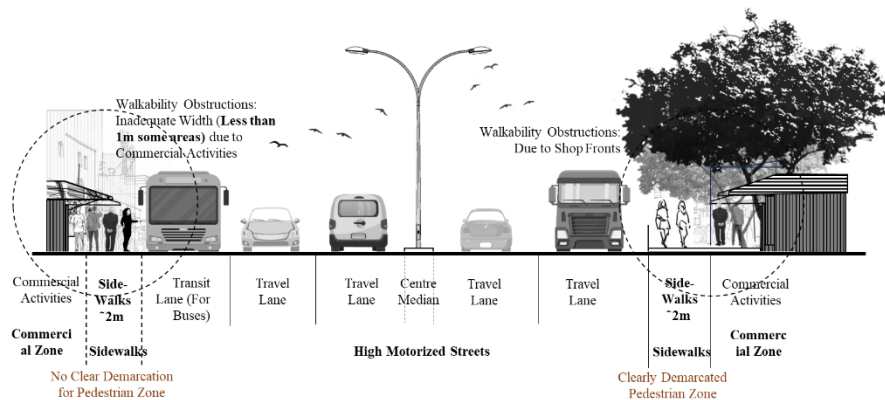 Walkability Obstructions:
Inadequate Width (Less than
1m some areas) due to
Commercial Activities
Walkability Obstructions:
Due to Shop Fronts
Commercial
Activities
Side-
Walks
~2m
Transit
Lane (For
Buses)
Travel
Lane
Travel
Lane
Centre
Median
Travel
Lane
Travel
Lane
Side-
Walks
~2m
Commercial
Activities
Commerci
al Zone
Sidewalks
High Motorized Streets
Sidewalks
Commerc
ial Zone
No Clear Demarcation
for Pedestrian Zone
Clearly Demarcated
Pedestrian Zone